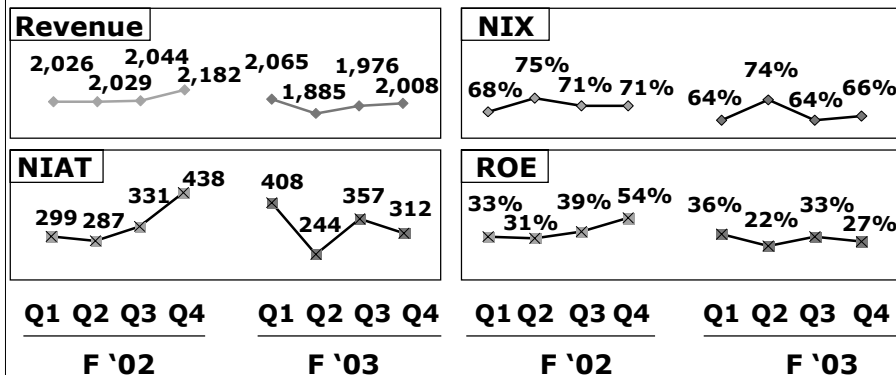 Revenue
2,026 2,029 2,044 2,182 2,065 1,885 1,976 2,008
NIX
68% 75% 71% 71% 64% 74% 64% 66%
NIAT
299 287 331 438 408 244 357 312
ROE
33% 31% 39% 54% 36% 22% 33% 27%
Q1 Q2 Q3 Q4 Q1 Q2 Q3 Q4 Q1 Q2 Q3 Q4 Q1 Q2 Q3 Q4
F ‘02 F ‘03 F ‘02 F ‘03